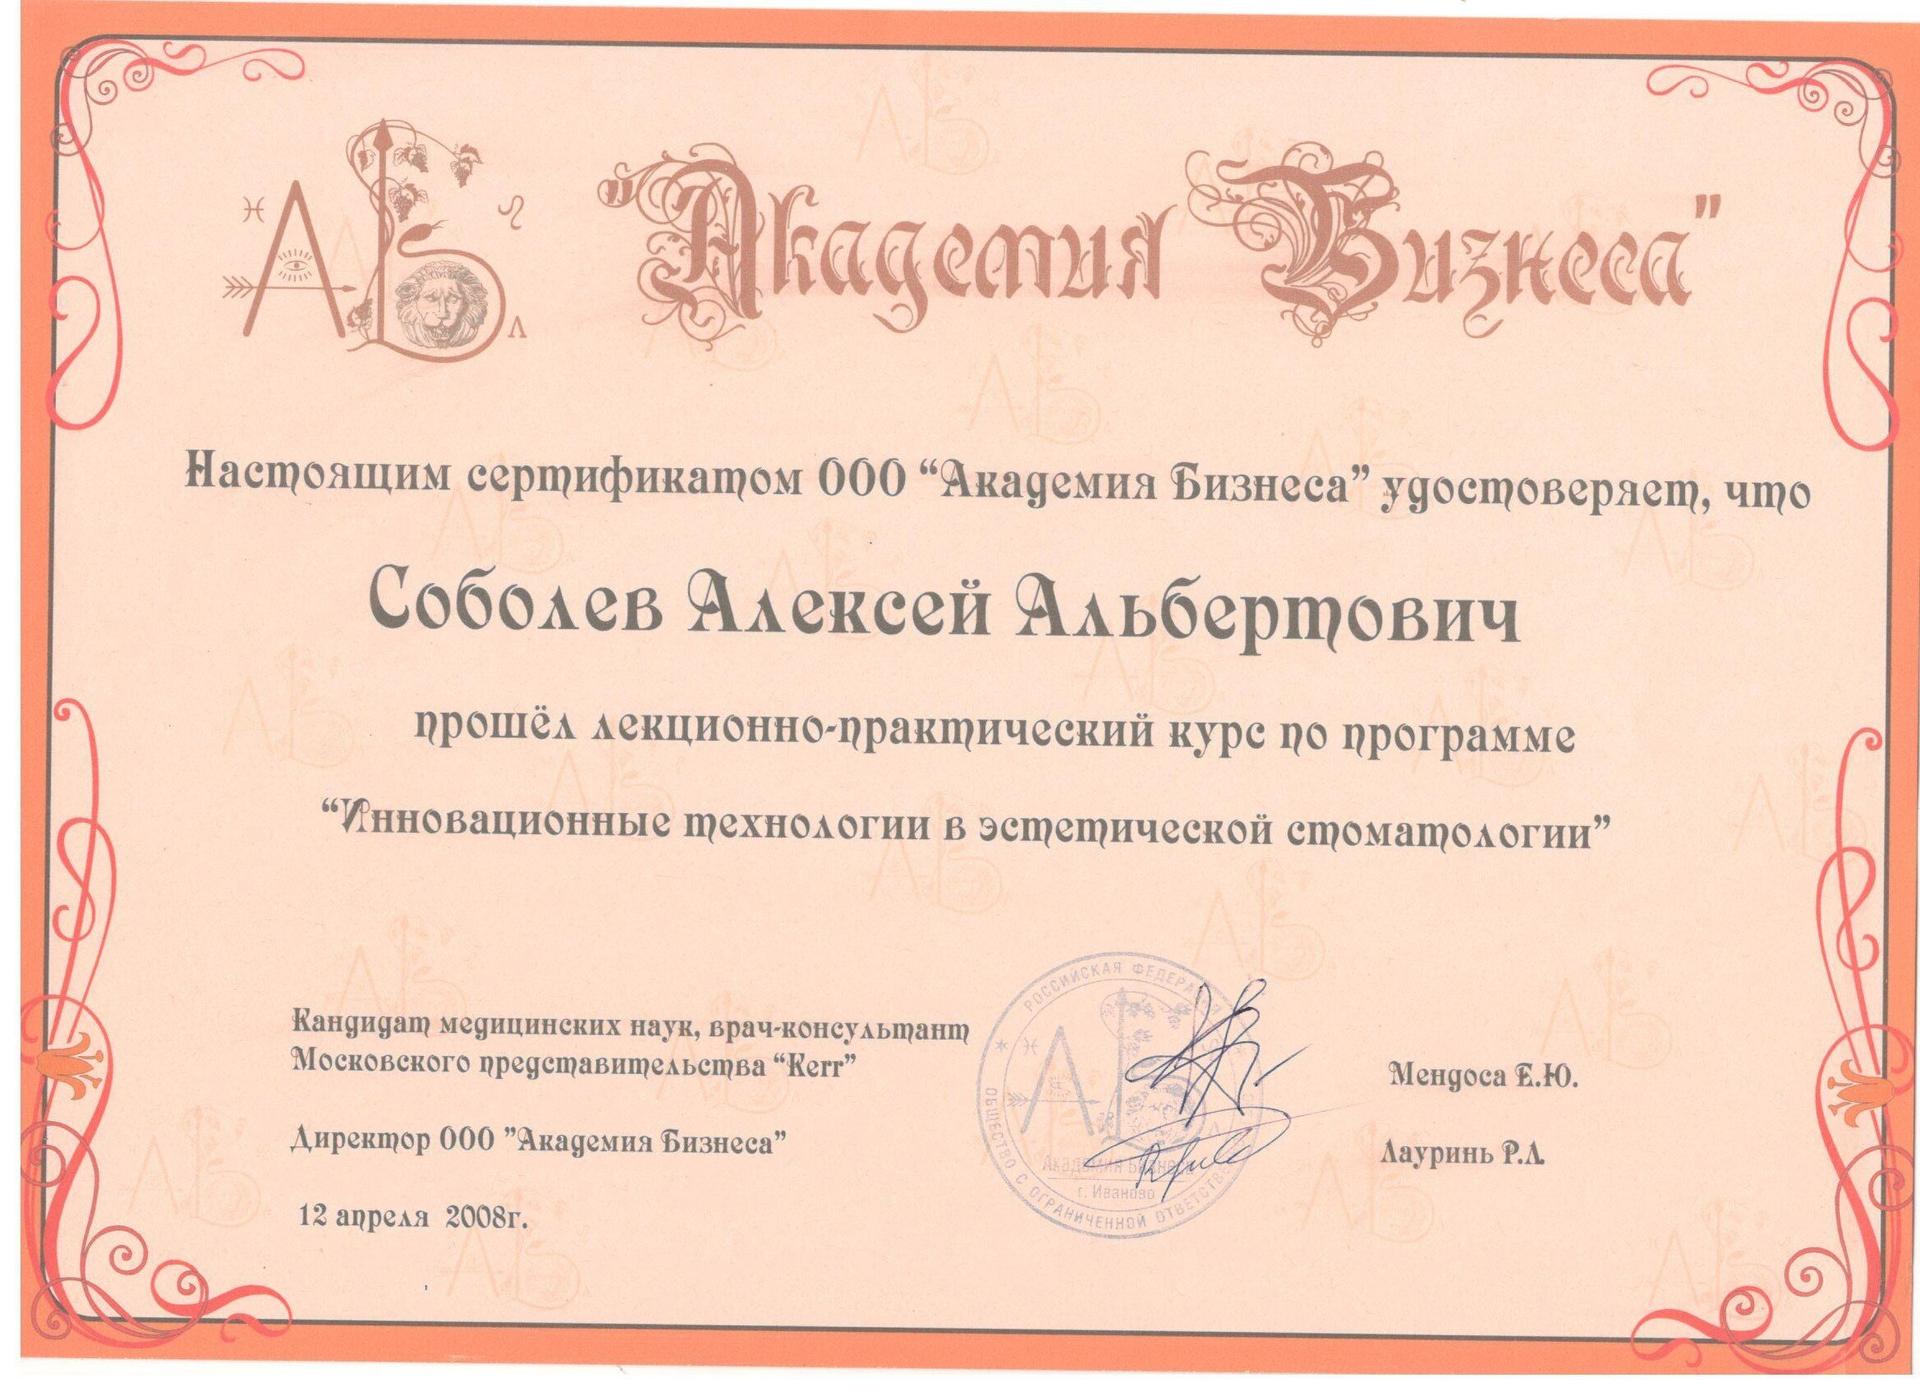 "Академия Бизнеса"
Настоящим сертификатом ООО “Академия Бизнеса” удостоверяет, что
Соболев Алексей Альбертович
прошёл лекционно-практический курс по программе
“Инновационные технологии в эстетической стоматологии”
Кандидат медицинских наук, врач-консультант
Московского представительства “Kerr”
Мендоса Е.Ю.
Директор ООО "Академия Бизнеса"
Лауринь Р.Л.
12 апреля 2008г.
РОССИЙСКАЯ ФЕДЕРАЦИЯ
Академия Бизнеса
г. Иваново
ОБЩЕСТВО С ОГРАНИЧЕННОЙ